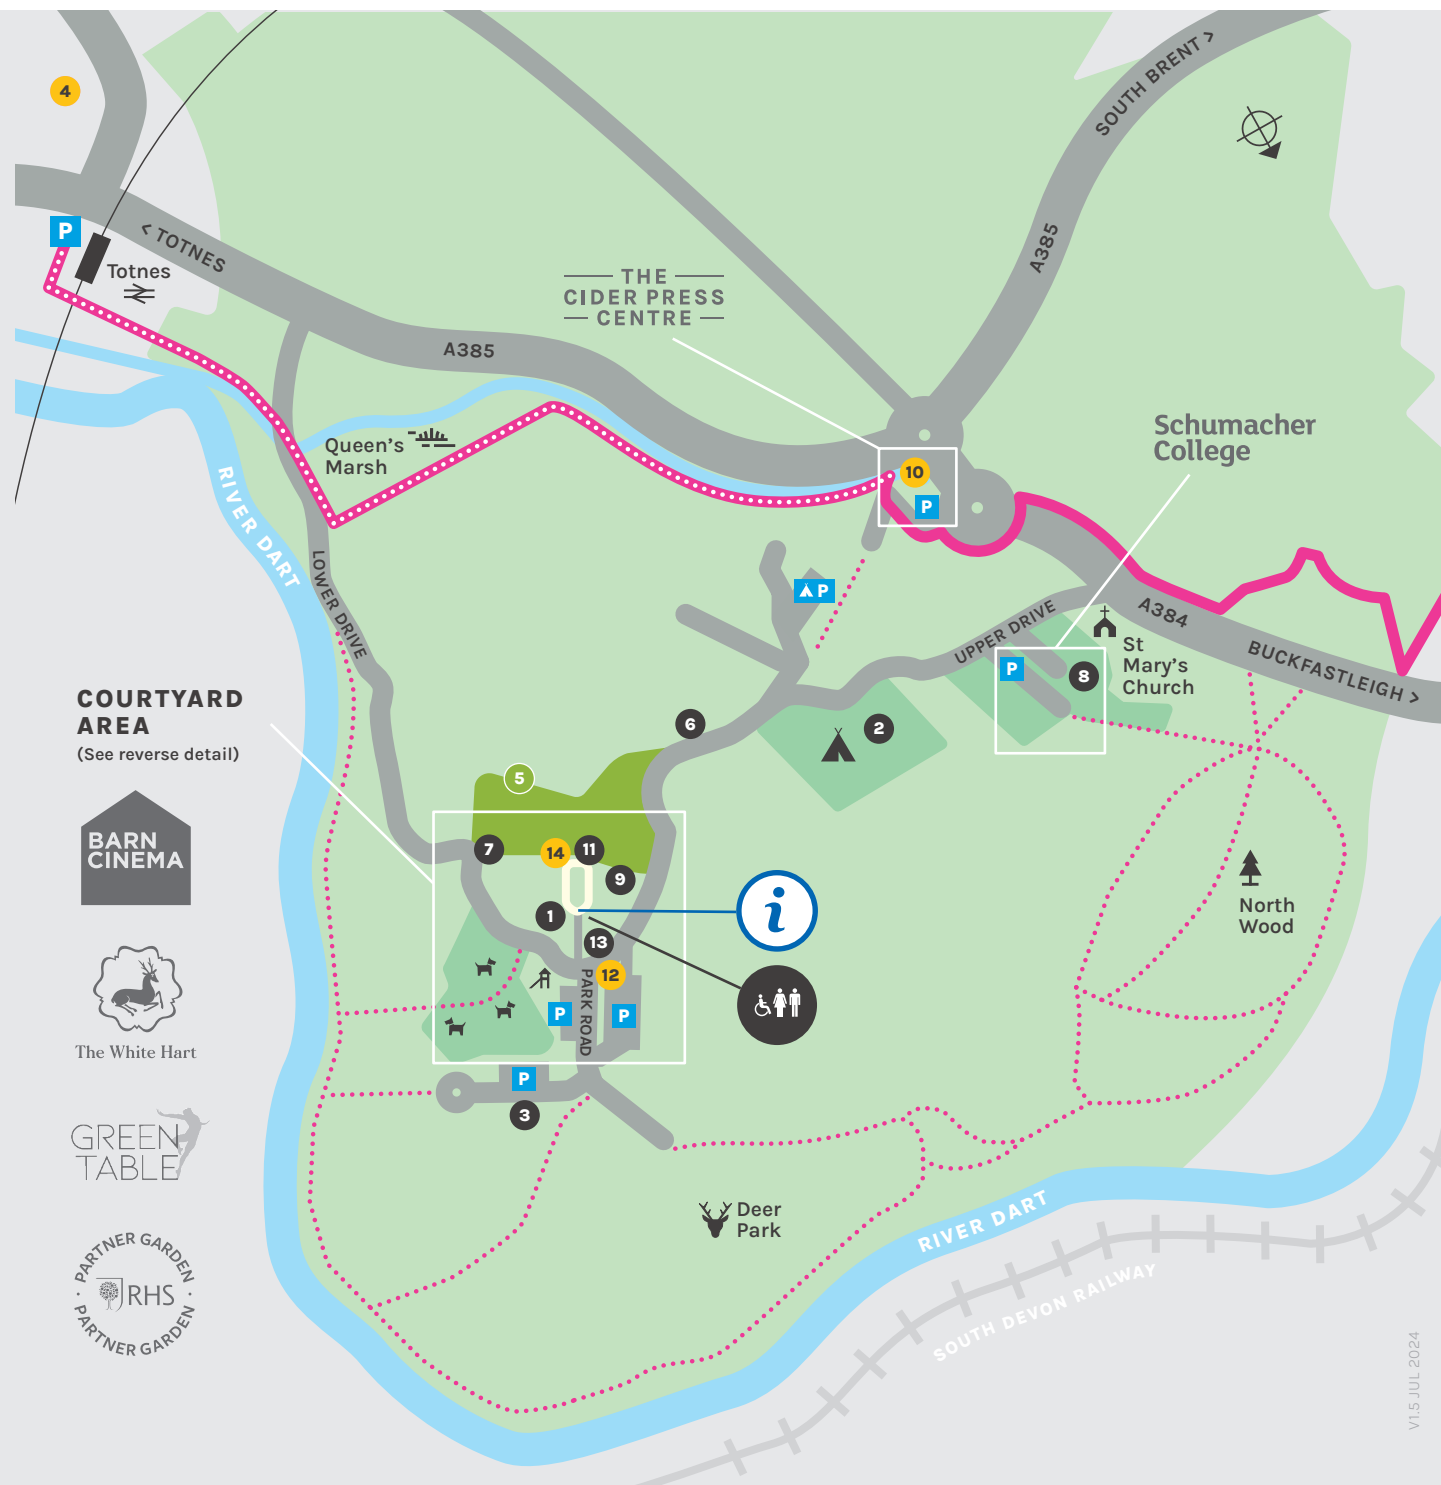 4
SOUTH BRENT >
P
< TOTNES
Totnes
A385
THE
CIDER PRESS
CENTRE
A385
Queen's
Marsh
10
P
Schumacher
College
RIVER DART
LOWER DRIVE
P
UPPER DRIVE
A384
BUCKFASTLEIGH >
St
Mary's
Church
P
8
COURTYARD
AREA
(See reverse detail)
6
2
5
BARN
CINEMA
7
14
11
9
1
i
13
12
North
Wood
P
PARK ROAD
P
The White Hart
P
3
GREEN
TABLE
Deer
Park
RIVER DART
SOUTH DEVON RAILWAY
PARTNER GARDEN
RHS
PARTNER GARDEN
V1.5 JUL 2024